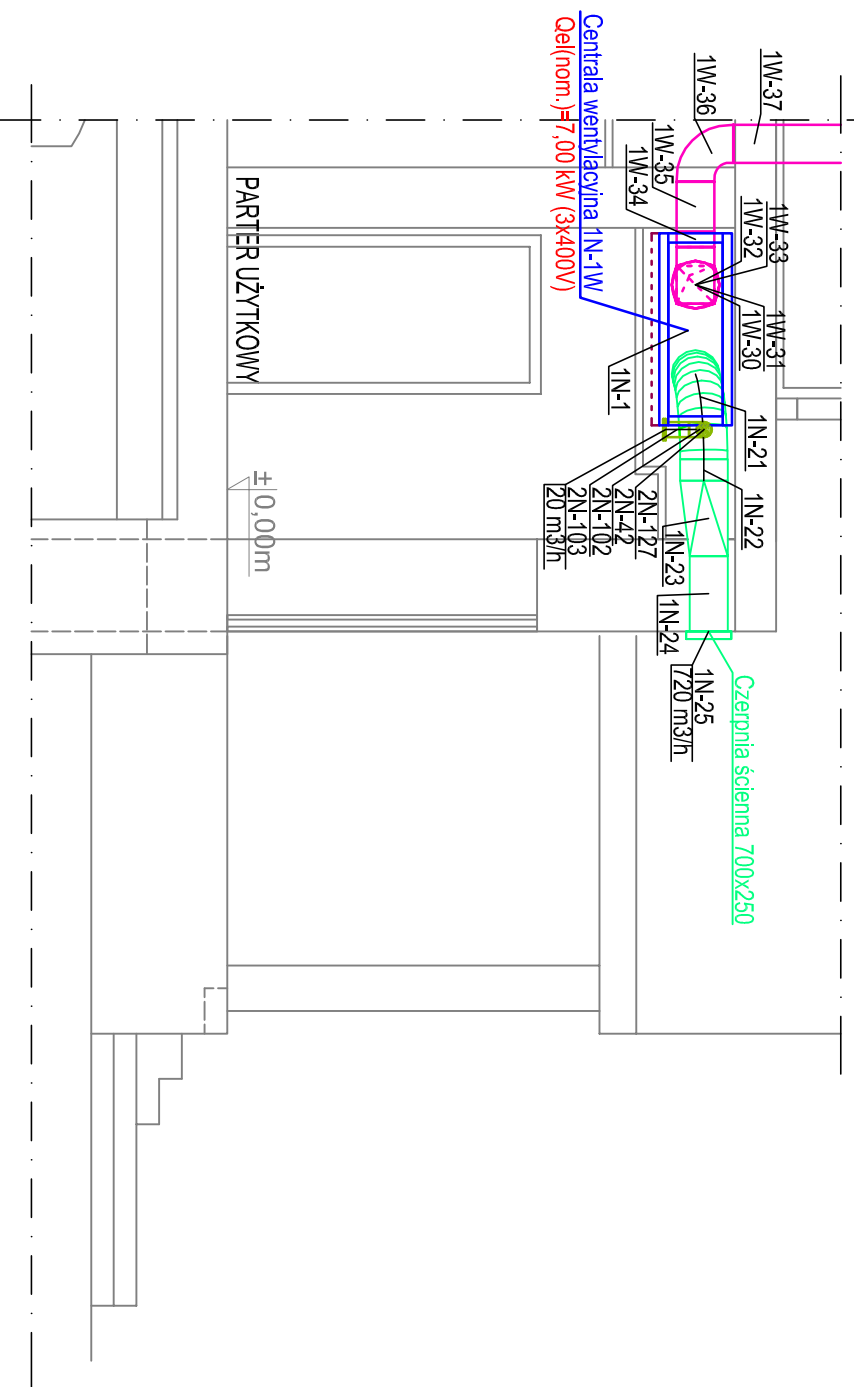 1W-37
1W-36
1W-35
1W-34
1W-33
1W-32
1W-31
1W-30
Centrala wentylacyjna 1N-1W
Qel(nom.)=7,00 kW (3x400V)
1N-1
1N-21
1N-22
1N-23
1N-24
1N-25
720 m3/h
2N-127
2N-42
2N-102
2N-103
20 m3/h
Czerpnia ścienna 700x250
PARTER UŻYTKOWY
± 0,00m